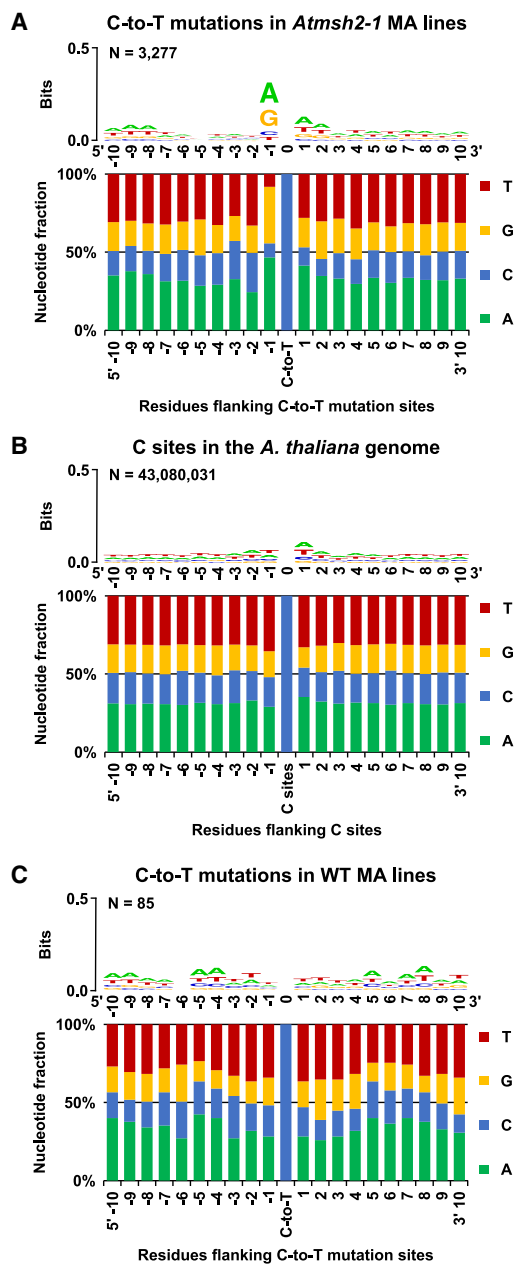 A
C-to-T mutations in Atmsh2-1 MA lines
0.5
N = 3,277
Bits
A
G
0.0
5' -10 -9 -8 -7 -6 -5 -4 -3 -2 -1 0 1 2 3 4 5 6 7 8 9 10 3'
100%
T
G
Nucleotide fraction
50%
C
A
0%
5' -10 -9 -8 -7 -6 -5 -4 -3 -2 -1 C-to-T 1 2 3 4 5 6 7 8 9 3' 10
Residues flanking C-to-T mutation sites
B
C sites in the A. thaliana genome
0.5
N = 43,080,031
Bits
A
0.0
5' -10 -9 -8 -7 -6 -5 -4 -3 -2 -1 0 1 2 3 4 5 6 7 8 9 10 3'
100%
T
G
Nucleotide fraction
50%
C
A
0%
5' -10 -9 -8 -7 -6 -5 -4 -3 -2 -1 C sites 1 2 3 4 5 6 7 8 9 3' 10
Residues flanking C sites
C
C-to-T mutations in WT MA lines
0.5
N = 85
Bits
0.0
5' -10 -9 -8 -7 -6 -5 -4 -3 -2 -1 0 1 2 3 4 5 6 7 8 9 10 3'
100%
T
G
Nucleotide fraction
50%
C
A
0%
5' -10 -9 -8 -7 -6 -5 -4 -3 -2 -1 C-to-T 1 2 3 4 5 6 7 8 9 3' 10
Residues flanking C-to-T mutation sites